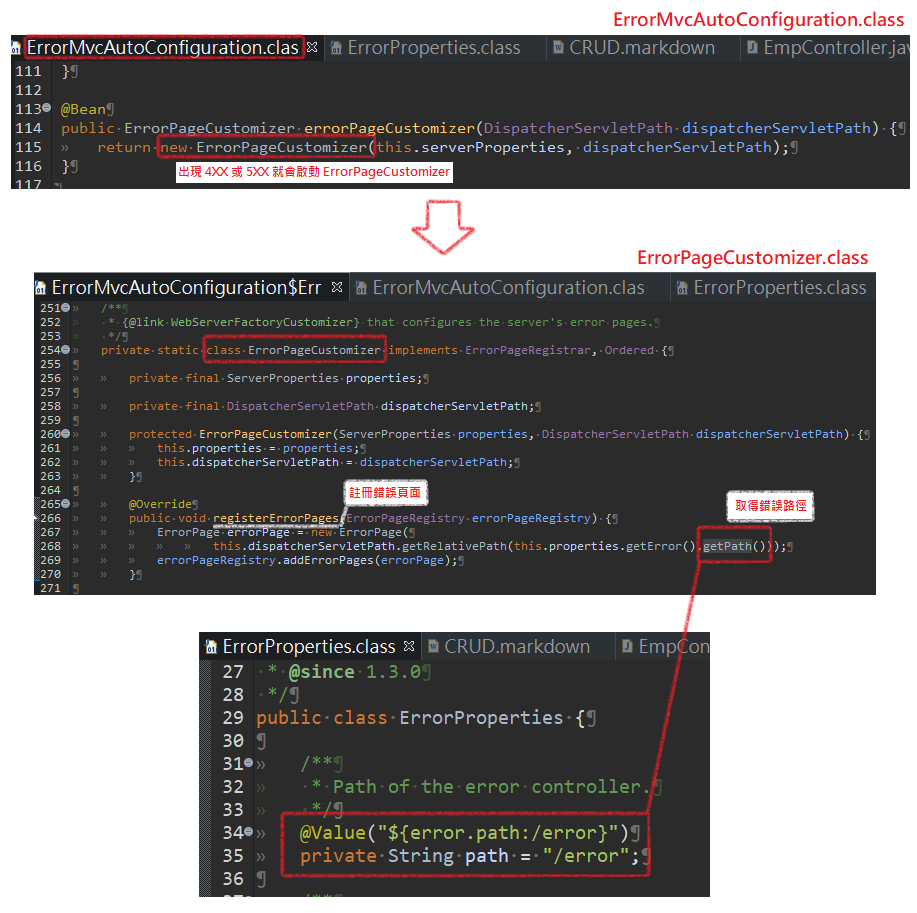 ErrorMvcAutoConfiguration.class
ErrorMvcAutoConfiguration.clas ErrorProperties.class CRUD.markdown EmpController.jav
111 }
112
113 @Bean
114 public ErrorPageCustomizer errorPageCustomizer(DispatcherServletPath dispatcherServletPath) {
115 return new ErrorPageCustomizer(this.serverProperties, dispatcherServletPath);
116 }
117
出現 4XX 或 5XX 就會啟動 ErrorPageCustomizer
ErrorPageCustomizer.class
ErrorMvcAutoConfiguration$Err ErrorMvcAutoConfiguration.clas ErrorProperties.class
251 /**
252 * {@link WebServerFactoryCustomizer} that configures the server's error pages.
253 */
254 private static class ErrorPageCustomizer implements ErrorPageRegistrar, Ordered {
255
256 private final ServerProperties properties;
257
258 private final DispatcherServletPath dispatcherServletPath;
259
260 protected ErrorPageCustomizer(ServerProperties properties, DispatcherServletPath dispatcherServletPath) {
261 this.properties = properties;
262 this.dispatcherServletPath = dispatcherServletPath;
263 }
264
註冊錯誤頁面
265 @Override
取得錯誤路徑
266 public void registerErrorPages(ErrorPageRegistry errorPageRegistry) {
267 ErrorPage errorPage = new ErrorPage(
268 this.dispatcherServletPath.getRelativePath(this.properties.getError().getPath()));
269 errorPageRegistry.addErrorPages(errorPage);
270 }
271
ErrorProperties.class CRUD.markdown EmpCon
27 * @since 1.3.0
28 */
29 public class ErrorProperties {
30
31 /**
32 * Path of the error controller.
33 */
34 @Value("${error.path:/error}")
35 private String path = "/error";
36